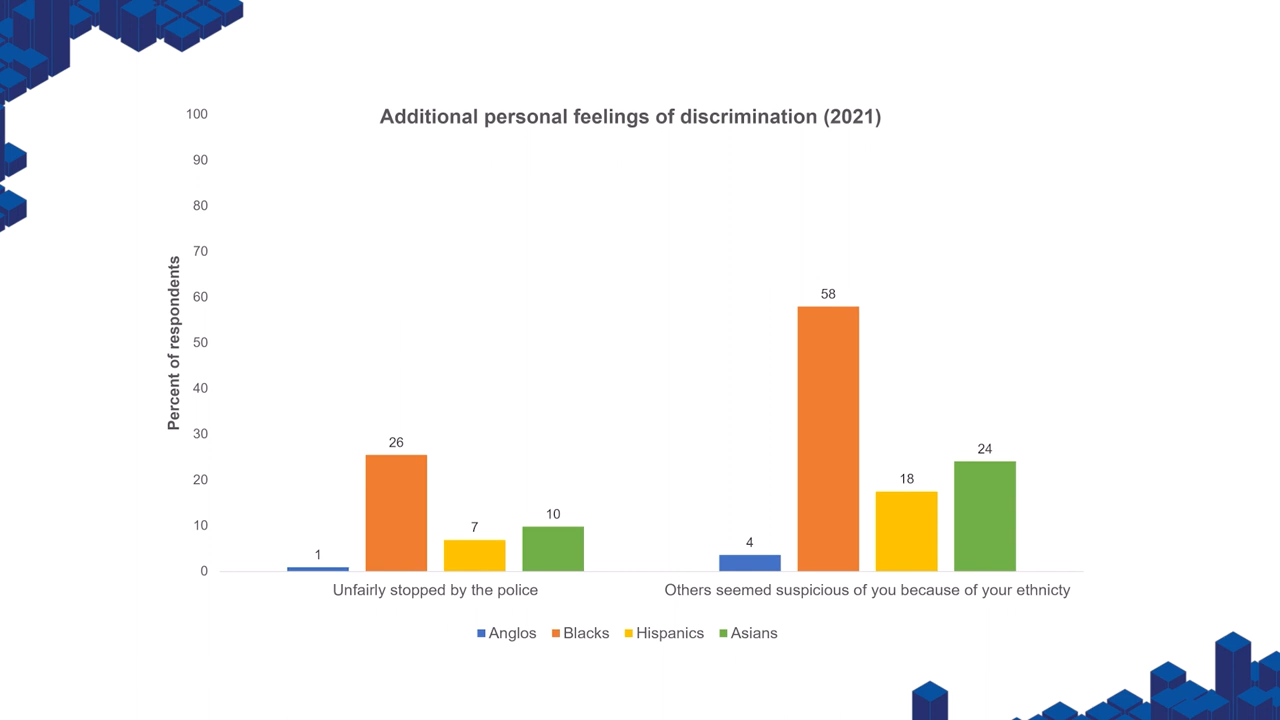 Additional personal feelings of discrimination (2021)
Percent of respondents
100
90
80
70
60
50
40
30
20
10
0
1
26
7
10
4
58
18
24
Unfairly stopped by the police
Others seemed suspicious of you because of your ethnicty
Anglos
Blacks
Hispanics
Asians